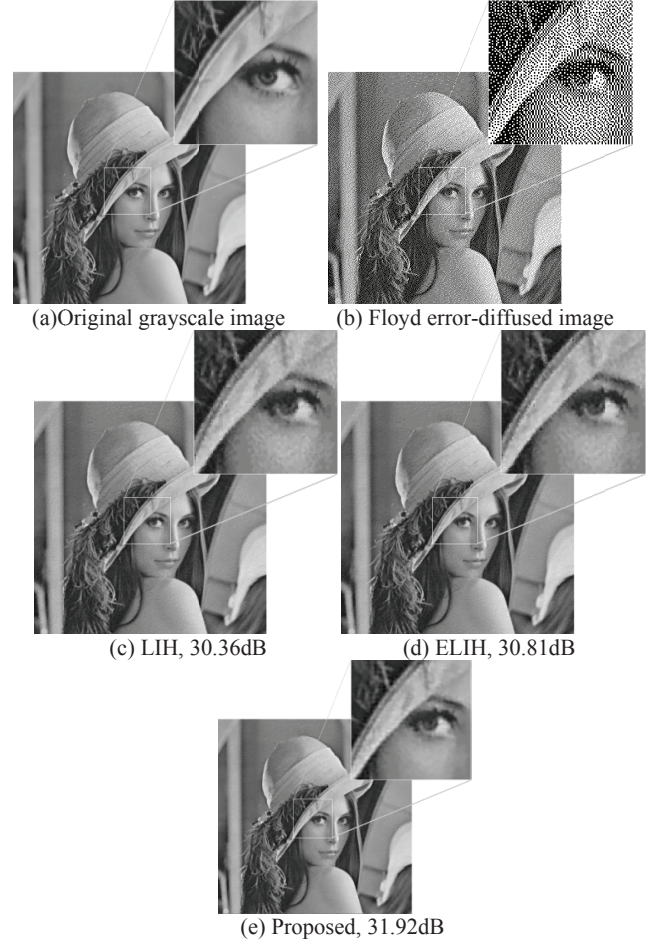 (a)Original grayscale image
(b) Floyd error-diffused image
(c) LIH, 30.36dB
(d) ELIH, 30.81dB
(e) Proposed, 31.92dB